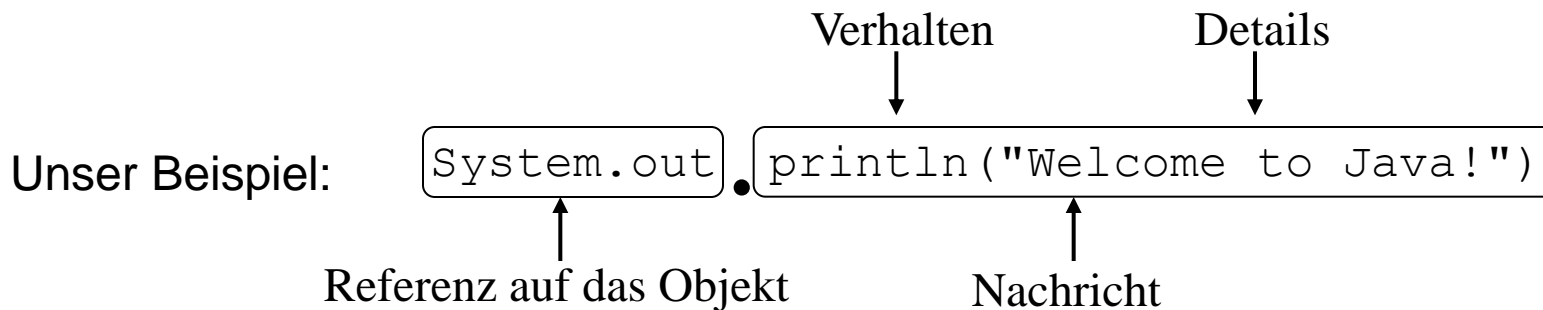 Verhalten Details
Unser Beispiel: System.out.println("Welcome to Java!")
Referenz auf das Objekt Nachricht